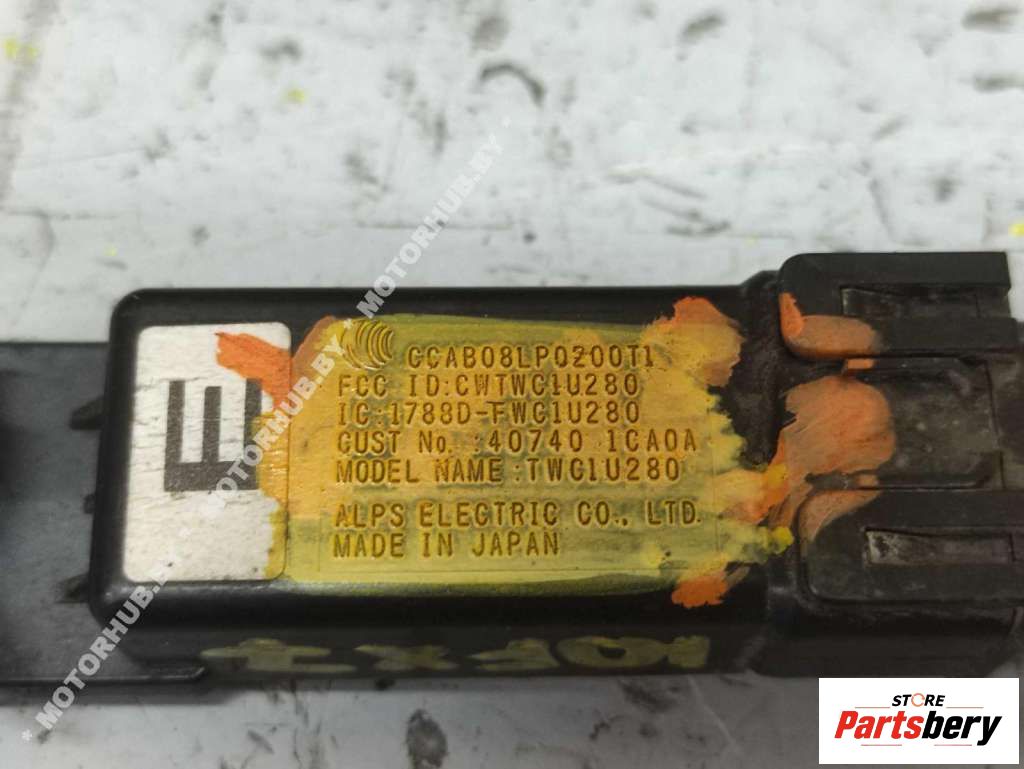 CCAB08LP0200T1
FCC ID:CWTWC1U280
IC:1788D-FWC1U280
CUST No. :40740 1CA0A
MODEL NAME:TWC1U280
ALPS ELECTRIC CO., LTD.
MADE IN JAPAN
E
MOTORHUB.BY * MOTORHUB.BY * MOTORHUB.BY *
STORE
Partsbery